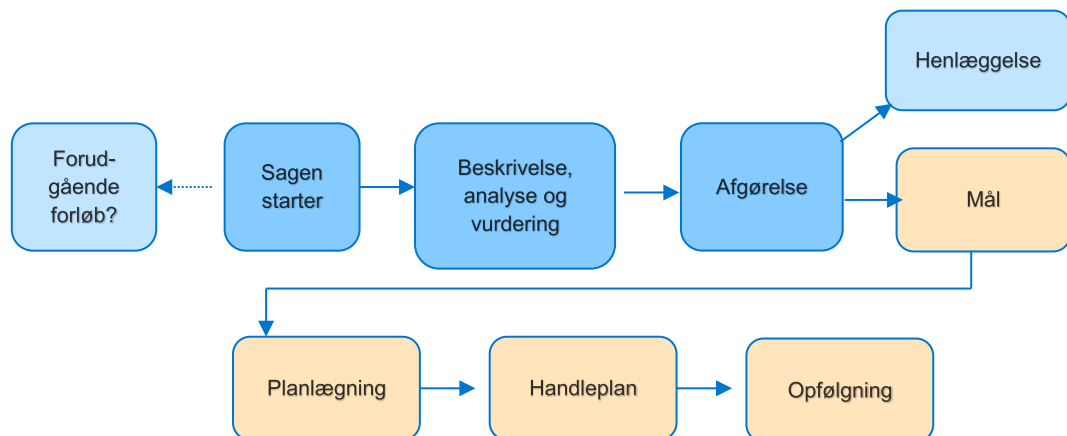 Forud-
gående
forløb?
Sagen
starter
Beskrivelse,
analyse og
vurdering
Afgørelse
Henlæggelse
Mål
Planlægning
Handleplan
Opfølgning